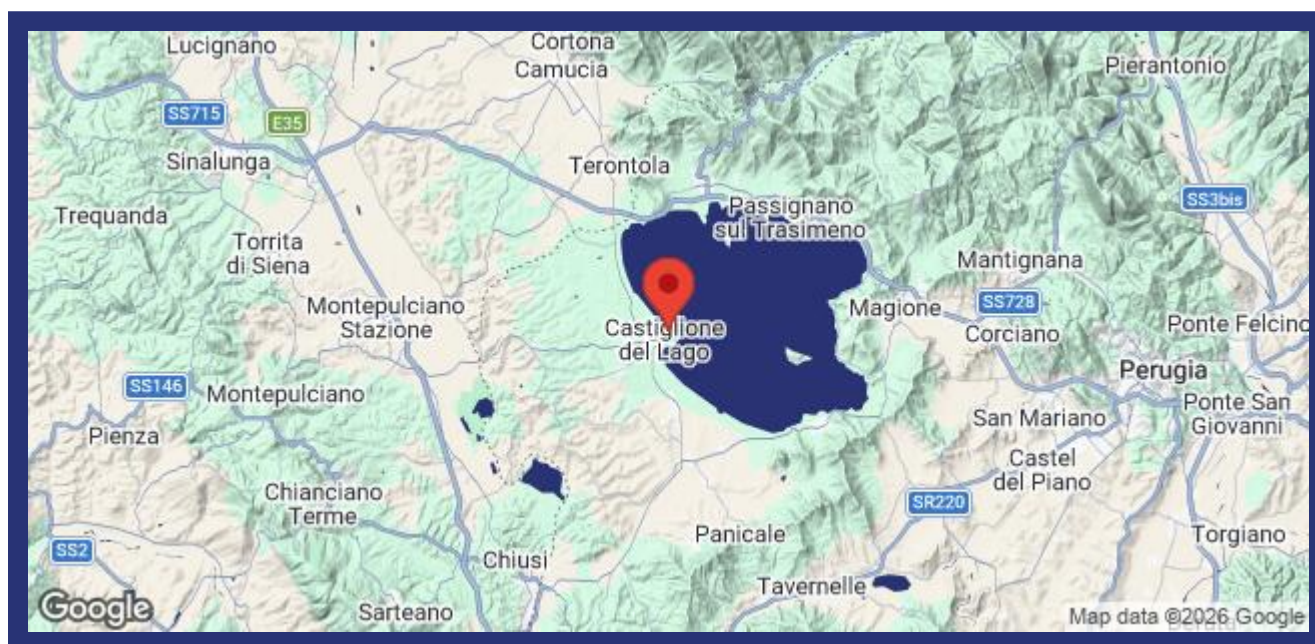 Lucignano
Cortona
Camucia
Pierantonio
SS715
E35
Sinalunga
Terontola
SS3bis
Trequanda
Passignano
sul Trasimeno
Torrita
di Siena
Mantignana
Montepulciano
Stazione
Magione
SS728
Castiglione
del Lago
Corciano
Ponte Felcino
SS146
Montepulciano
Perugia
Pienza
San Mariano
Ponte San
Giovanni
Castel
del Piano
Chianciano
Terme
SR220
SS2
Panicale
Torgiano
Chiusi
Tavernelle
Sarteano
Google
Map data ©2026 Google